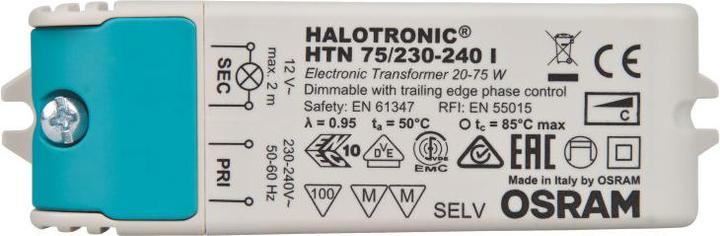 HALOTRONIC®
HTN 75/230-240 I
Electronic Transformer 20-75 W
Dimmable with trailing edge phase control
Safety: EN 61347 RFI: EN 55015
λ = 0.95 ta = 50°C tc = 85°C max
SEC
12 V~
max. 2 m
PRI
230-240V~
50-60 Hz
CE
C
10
VDE
VDE
EMC
EAC
100
M
M
SELV
Made in Italy by OSRAM
OSRAM